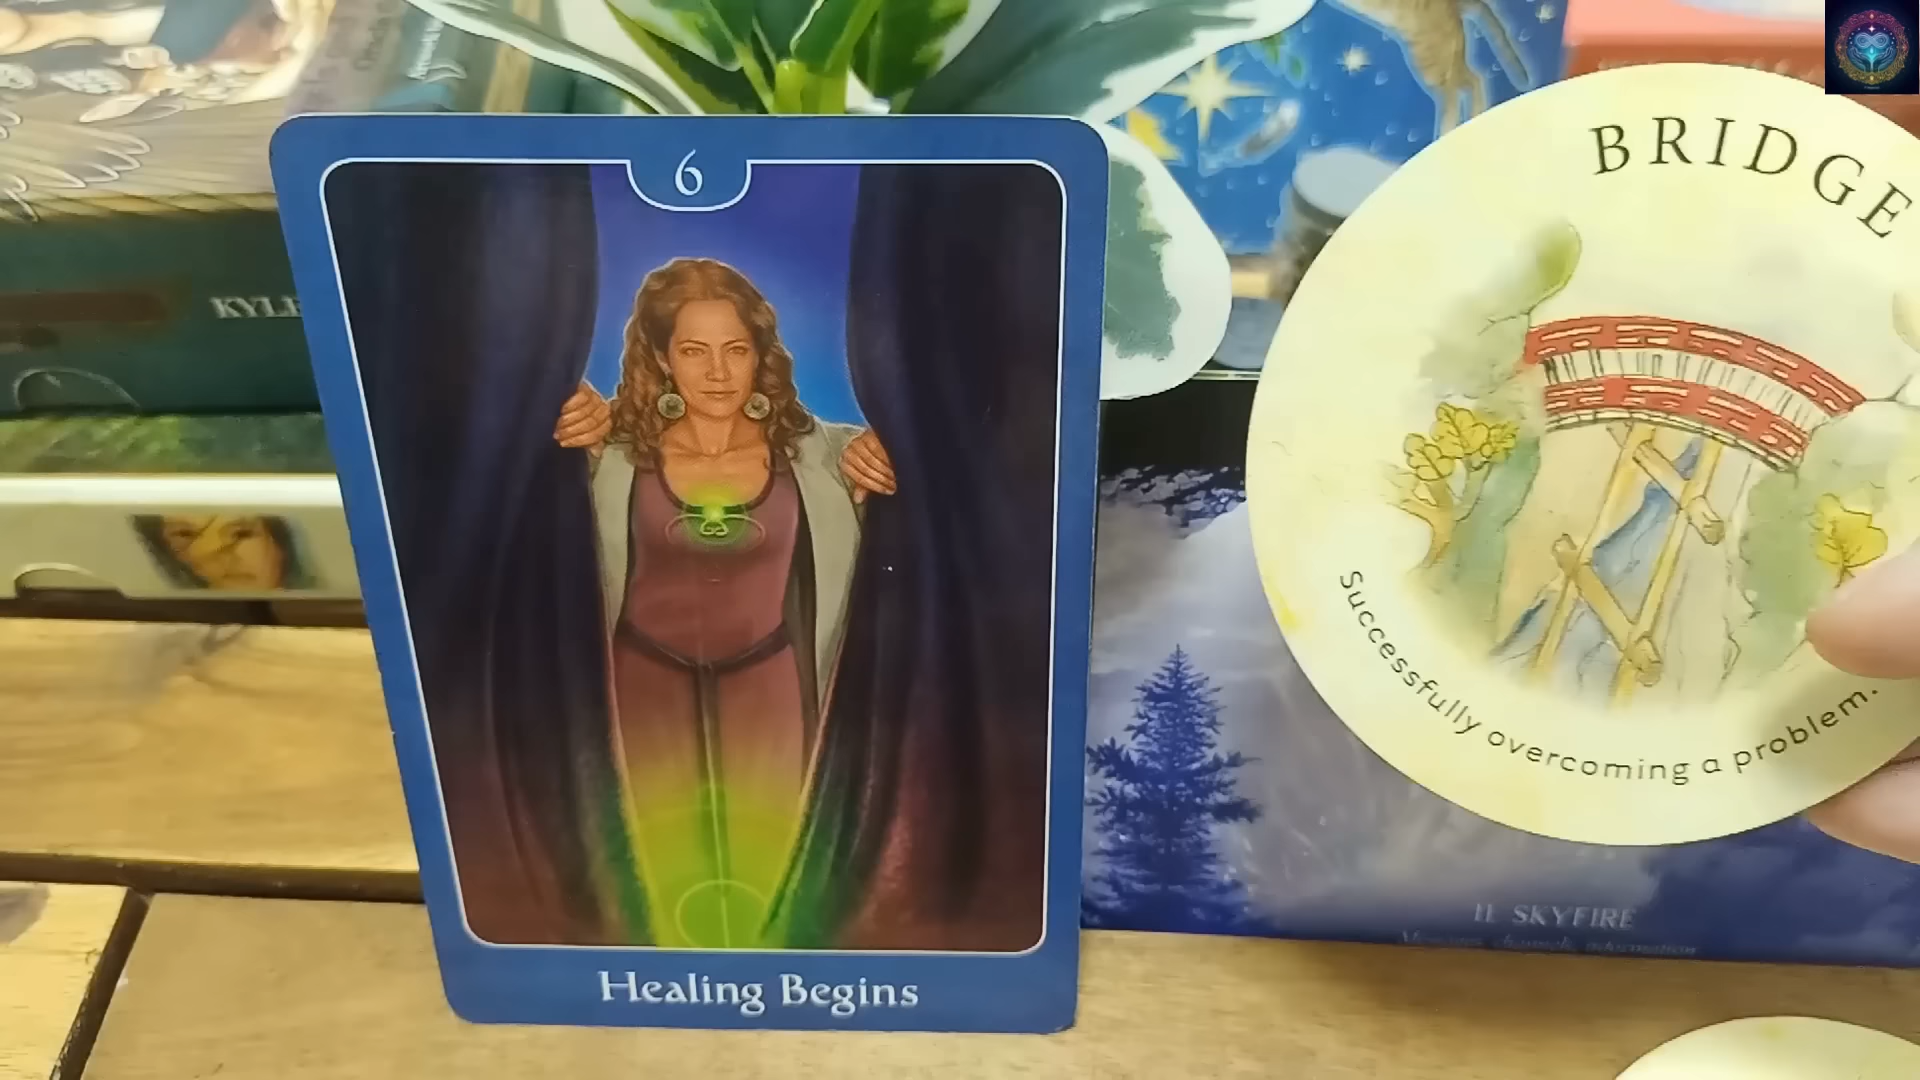 6
Healing Begins
BRIDGE
Successfully overcoming a problem.
KYLE
II SKYFIRE